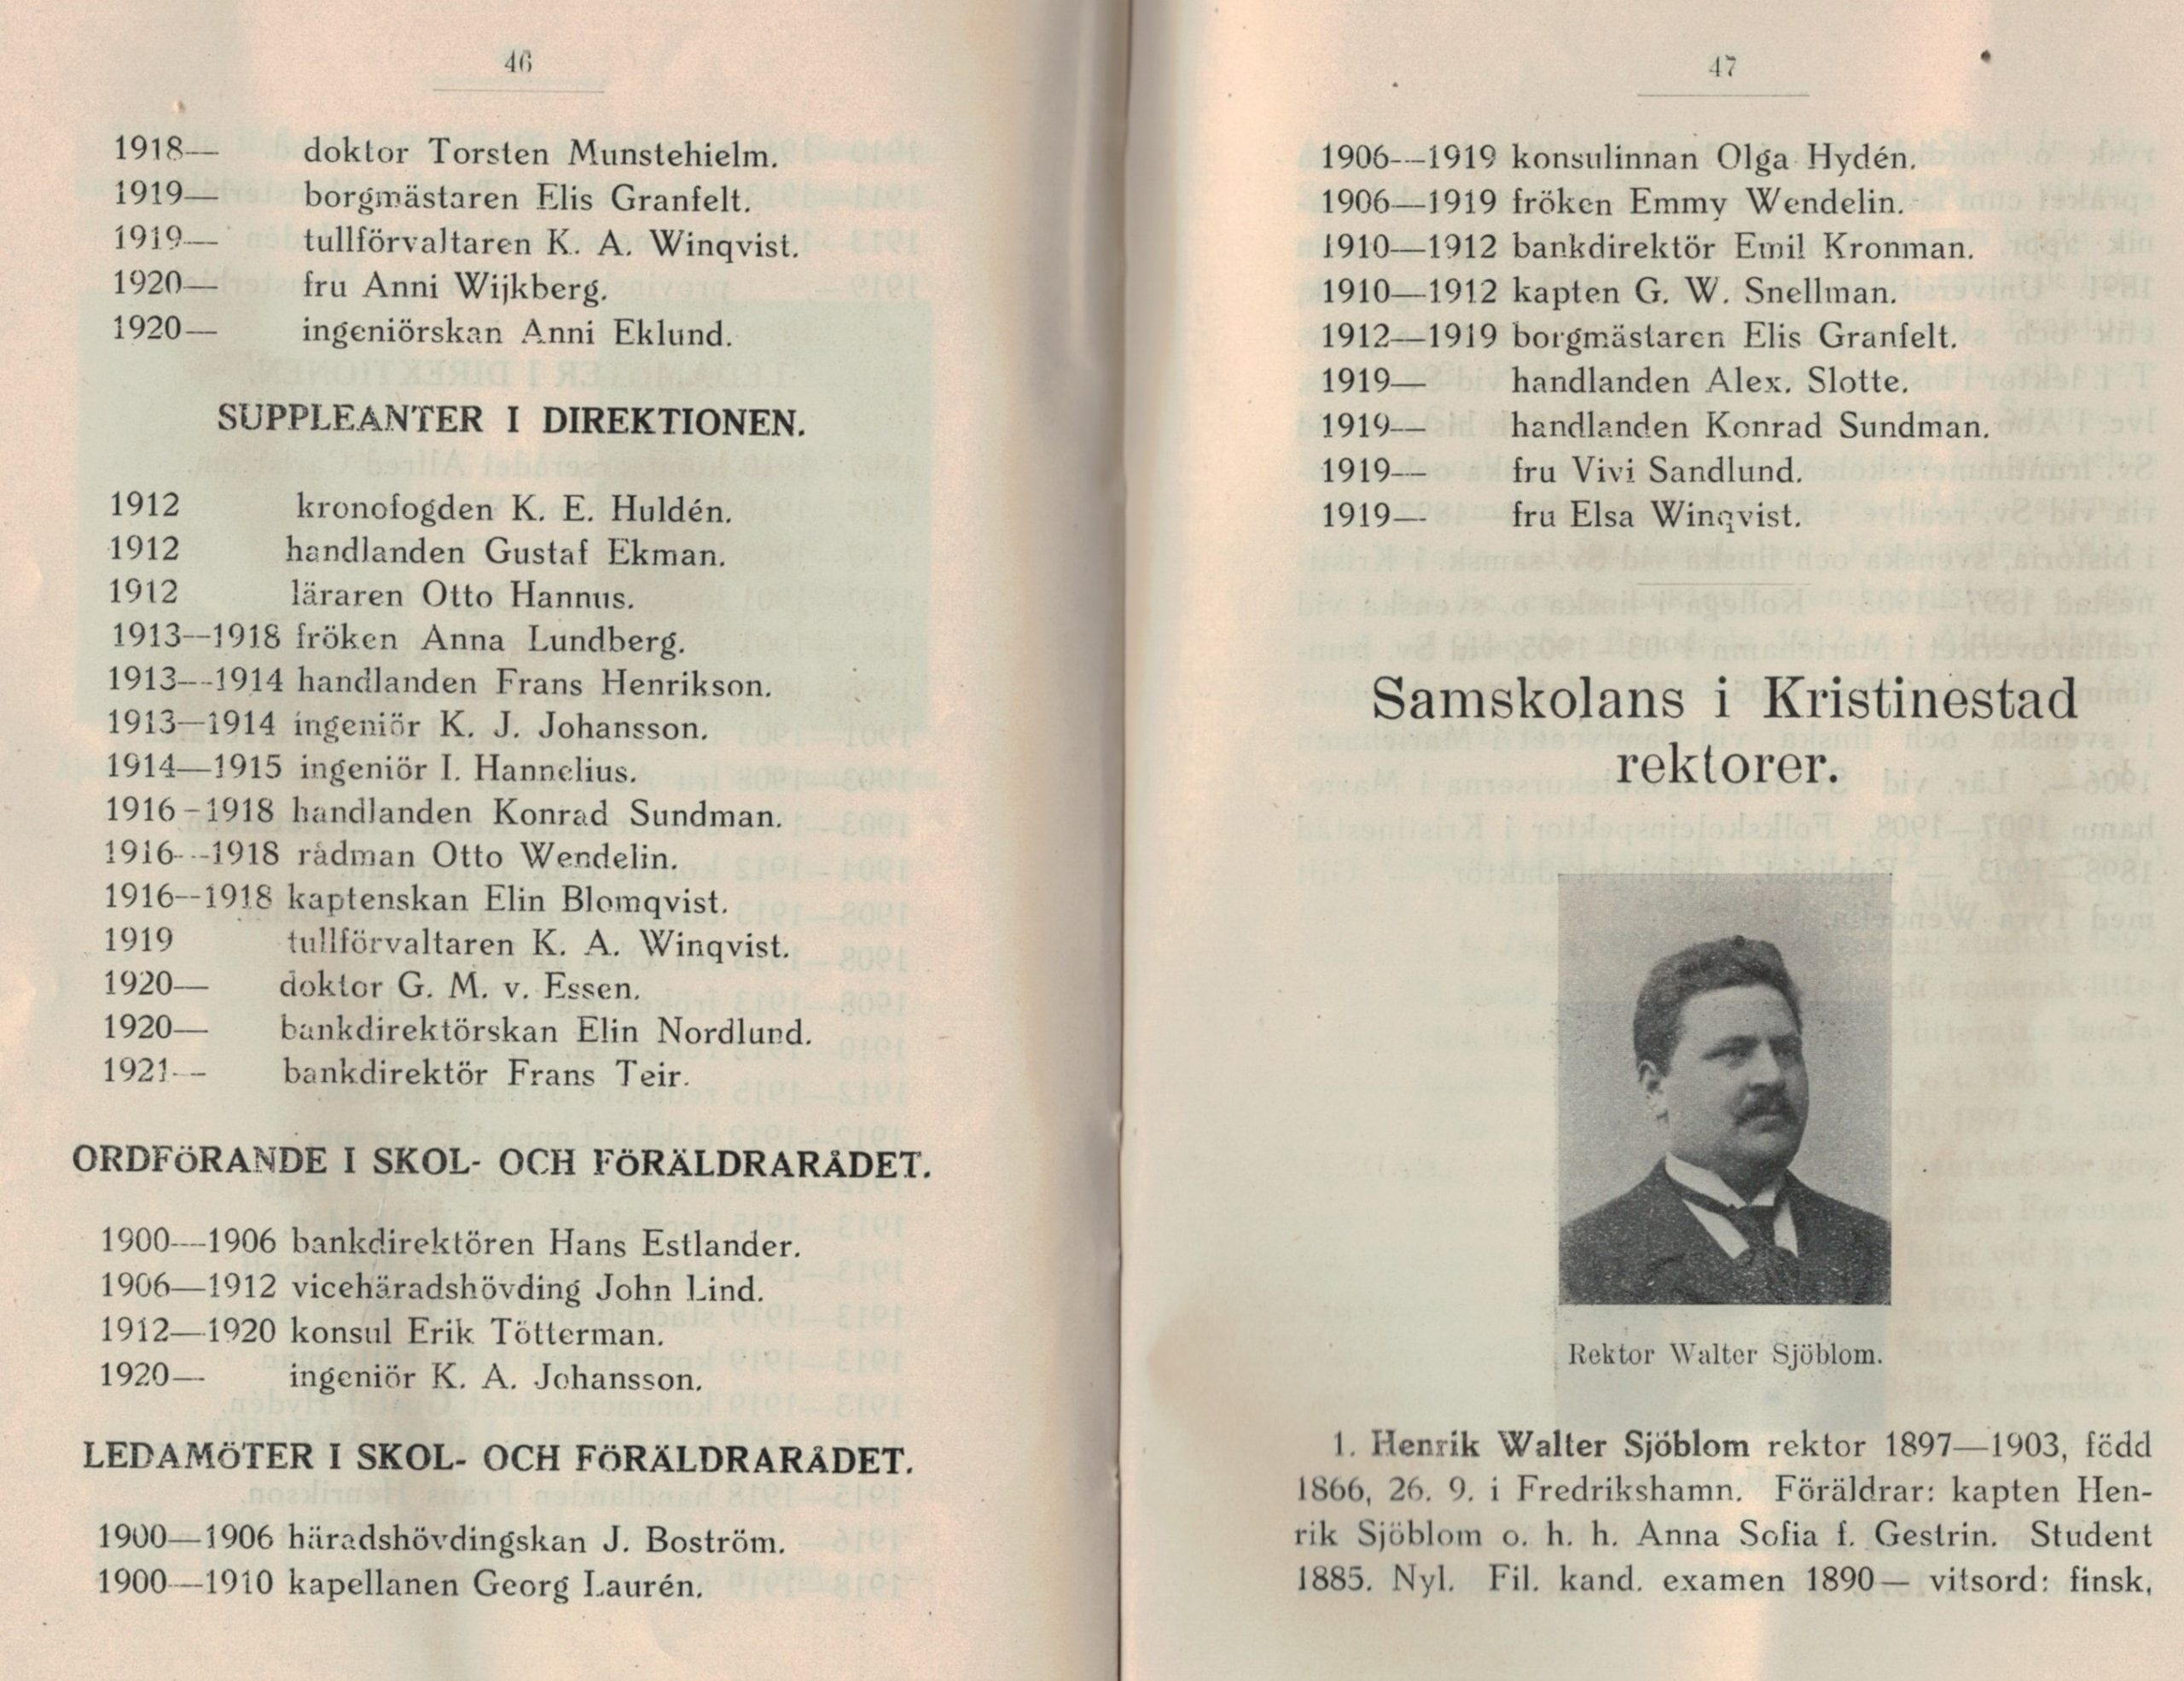 46
1918— doktor Torsten Munstehielm.
1919— borgmästaren Elis Granfelt.
1919— tullförvaltaren K. A. Winqvist.
1920— fru Anni Wijkberg.
1920— ingeniörskan Anni Eklund.
SUPPLEANTER I DIREKTIONEN.
1912 kronofogden K. E. Huldén.
1912 handlanden Gustaf Ekman.
1912 läraren Otto Hannus.
1913—1918 fröken Anna Lundberg.
1913—1914 handlanden Frans Henrikson.
1913—1914 ingeniör K. J. Johansson.
1914—1915 ingeniör I. Hannelius.
1916–1918 handlanden Konrad Sundman.
1916—1918 rådman Otto Wendelin.
1916—1918 kaptenskan Elin Blomqvist.
1919 tullförvaltaren K. A. Winqvist.
1920— doktor G. M. v. Essen.
1920— bankdirektörskan Elin Nordlund.
1921— bankdirektör Frans Teir.
ORDFÖRANDE I SKOL- OCH FÖRÄLDRARÅDET.
1900—1906 bankdirektören Hans Estlander.
1906—1912 vicehäradshövding John Lind.
1912—1920 konsul Erik Tötterman.
1920— ingeniör K. A. Johansson.
LEDAMÖTER I SKOL- OCH FÖRÄLDRARÅDET.
1900—1906 häradshövdingskan J. Boström.
1900—1910 kapellanen Georg Laurén.
47
1906—1919 konsulinnan Olga Hydén.
1906—1919 fröken Emmy Wendelin.
1910—1912 bankdirektör Emil Kronman.
1910—1912 kapten G. W. Snellman.
1912—1919 borgmästaren Elis Granfelt.
1919— handlanden Alex. Slotte.
1919— handlanden Konrad Sundman.
1919— fru Vivi Sandlund.
1919— fru Elsa Winqvist.
Samskolans i Kristinestad
rektorer.
Rektor Walter Sjöblom.
1. Henrik Walter Sjöblom rektor 1897—1903, född
1866, 26. 9. i Fredrikshamn. Föräldrar: kapten Hen-
rik Sjöblom o. h. h. Anna Sofia f. Gestrin. Student
1885. Nyl. Fil. kand. examen 1890— vitsord: finsk,